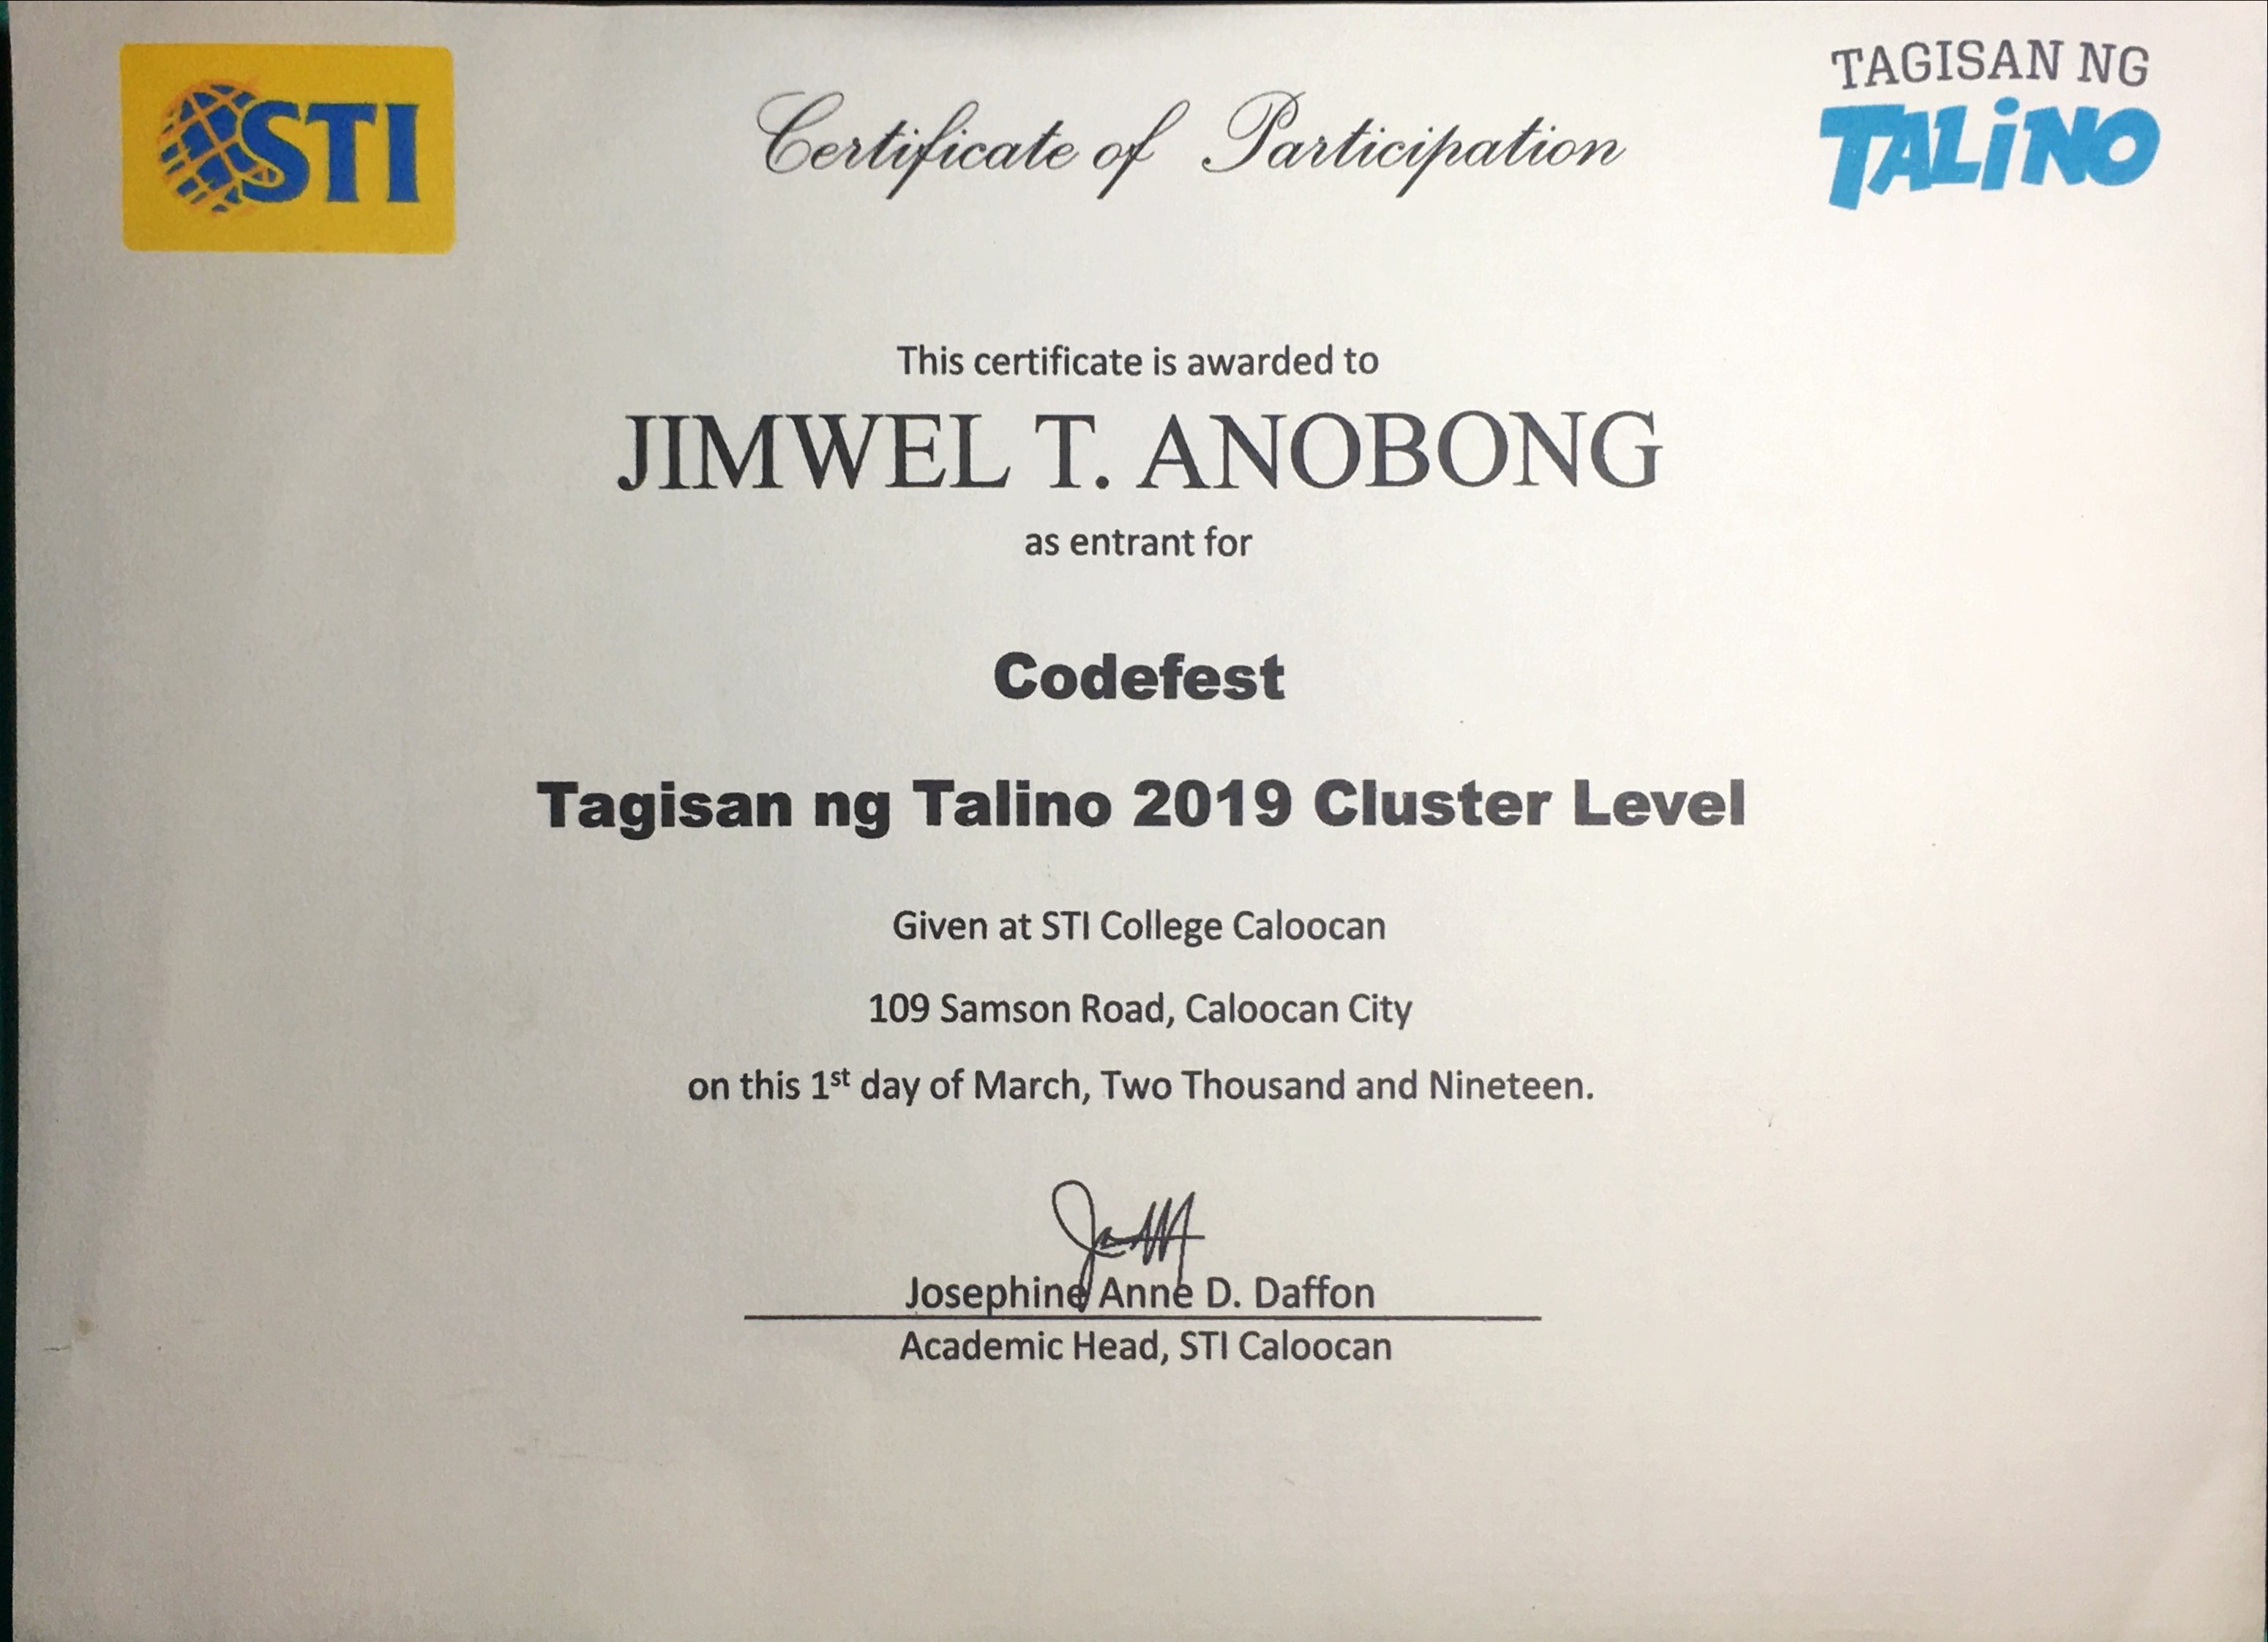 STI
Certificate of Participation
TAGISAN NG
TALiNO
This certificate is awarded to
JIMWEL T. ANOBONG
as entrant for
Codefest
Tagisan ng Talino 2019 Cluster Level
Given at STI College Caloocan
109 Samson Road, Caloocan City
on this 1st day of March, Two Thousand and Nineteen.
Josephine Anne D. Daffon
Academic Head, STI Caloocan